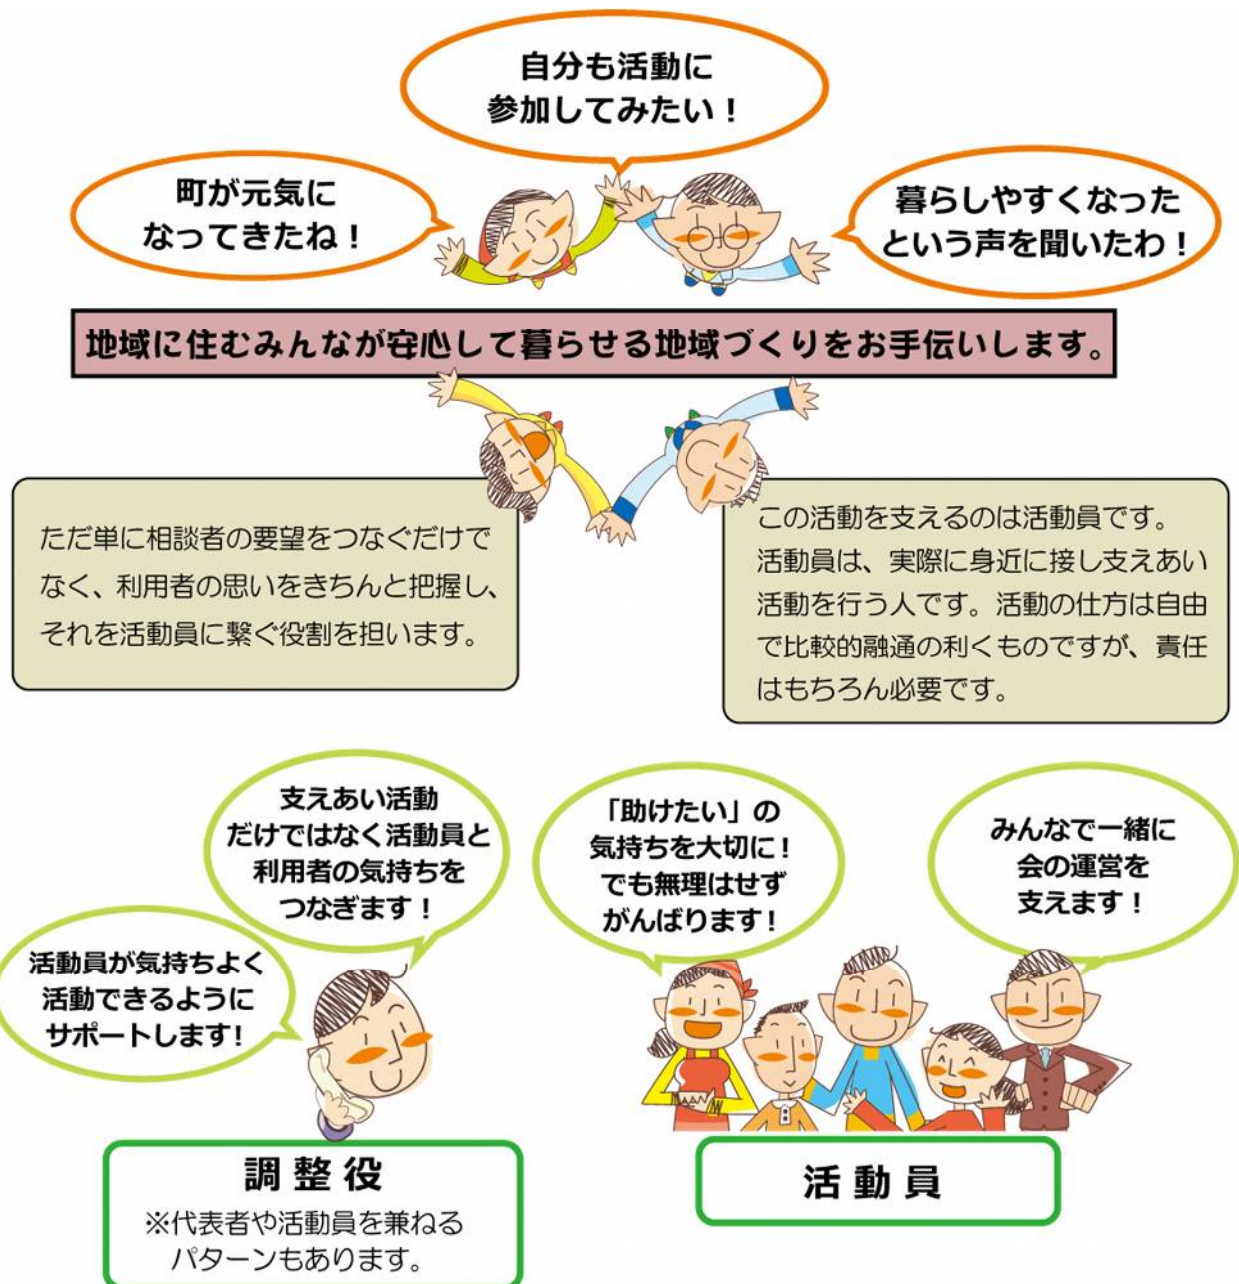 自分も活動に
参加してみたい！
町が元気に
なってきたね！
暮らしやすくなった
という声を聞いたわ！
地域に住むみんなが安心して暮らせる地域づくりをお手伝いします。
ただ単に相談者の要望をつなぐだけで
なく、利用者の思いをきちんと把握し、
それを活動員に繋ぐ役割を担います。
この活動を支えるのは活動員です。
活動員は、実際に身近に接し支えあい
活動を行う人です。活動の仕方は自由
で比較的融通の利くものですが、責任
はもちろん必要です。
支えあい活動
だけではなく活動員と
利用者の気持ちを
つなぎます！
活動員が気持ちよく
活動できるように
サポートします！
「助けたい」の
気持ちを大切に！
でも無理はせず
がんばります！
みんなで一緒に
会の運営を
支えます！
調整役
※代表者や活動員を兼ねる
パターンもあります。
活動員